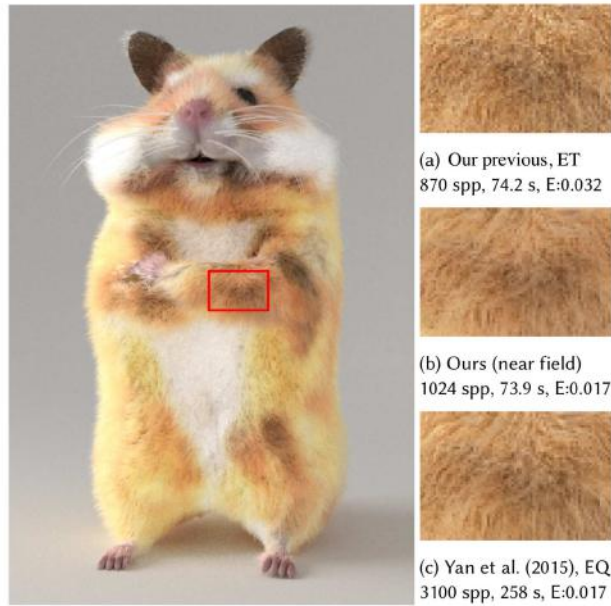 (a) Our previous, ET
870 spp, 74.2 s, E:0.032
(b) Ours (near field)
1024 spp, 73.9 s, E:0.017
(c) Yan et al. (2015), EQ
3100 spp, 258 s, E:0.017